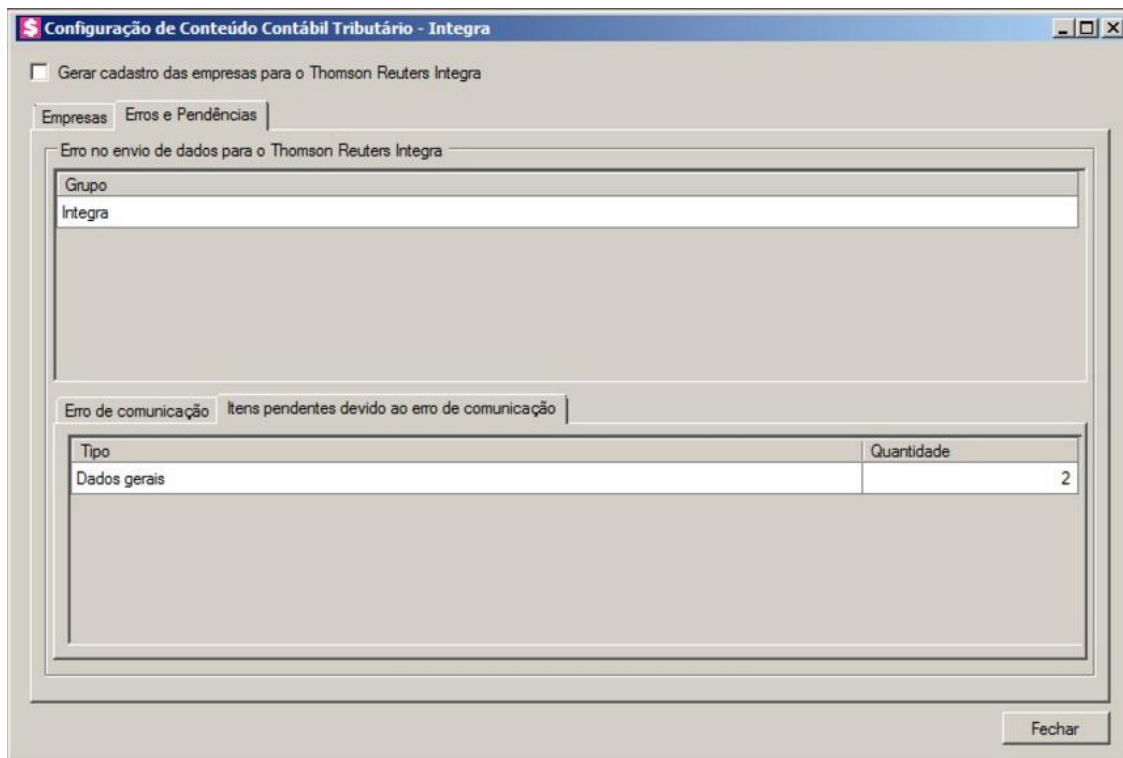 Configuração de Conteúdo Contábil Tributário - Integra
Gerar cadastro das empresas para o Thomson Reuters Integra
Empresas Erros e Pendências
Erro no envio de dados para o Thomson Reuters Integra
Grupo
Integra
Erro de comunicação Itens pendentes devido ao erro de comunicação
Tipo Quantidade
Dados gerais 2
Fechar